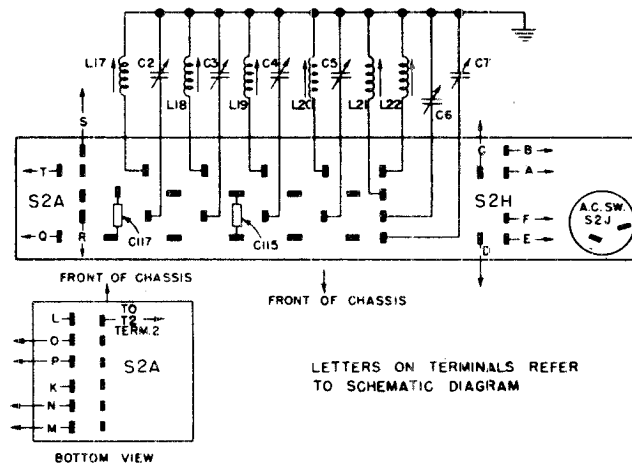 L17 C2 C3 C4 C5 C7
L18 L19 L20 L21 L22 C6
S
T
S2A
Q R
C117
C115
C B
A
S2H
F
E
D
A.C. SW.
S2J
FRONT OF CHASSIS
FRONT OF CHASSIS
L
TO
T2
TERM. 2
O
P
S2A
K
N
M
BOTTOM VIEW
LETTERS ON TERMINALS REFER
TO SCHEMATIC DIAGRAM